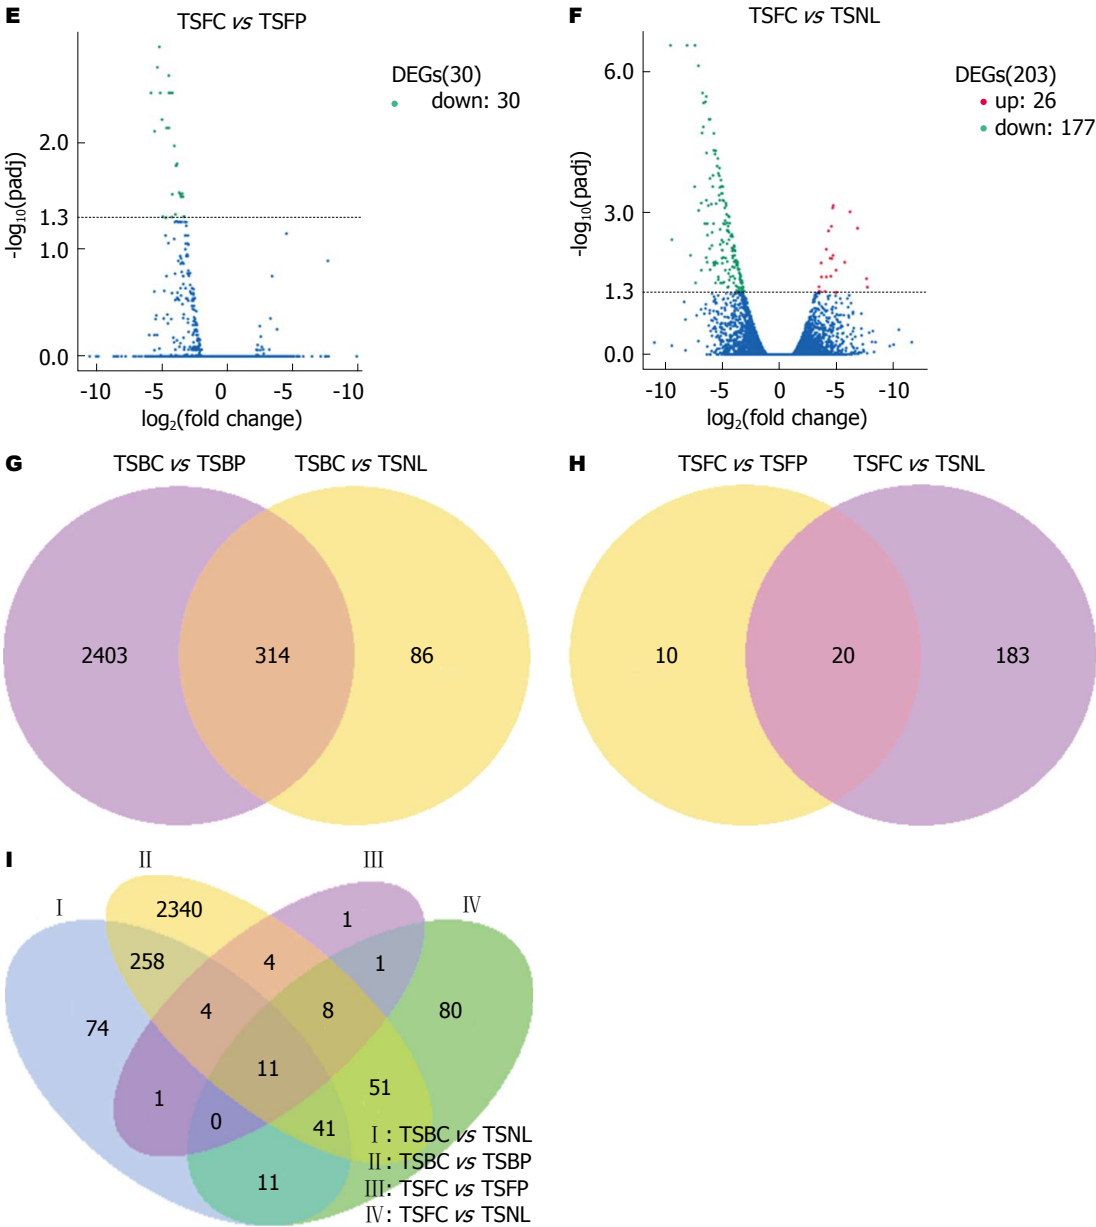 E
TSFC vs TSFP
DEGs(30)
down: 30
-log10(padj)
2.0
1.3
1.0
0.0
-10 -5 0 -5 -10
log2(fold change)
F
TSFC vs TSNL
DEGs(203)
up: 26
down: 177
-log10(padj)
6.0
3.0
1.3
0.0
-10 -5 0 -5 -10
log2(fold change)
G
TSBC vs TSBP TSBC vs TSNL
2403 314 86
H
TSFC vs TSFP TSFC vs TSNL
10 20 183
I
II III
I IV
2340 1
258 4 1
4 8 80
74
11
1 51
0 41
11
I : TSBC vs TSNL
II : TSBC vs TSBP
III: TSFC vs TSFP
IV : TSFC vs TSNL